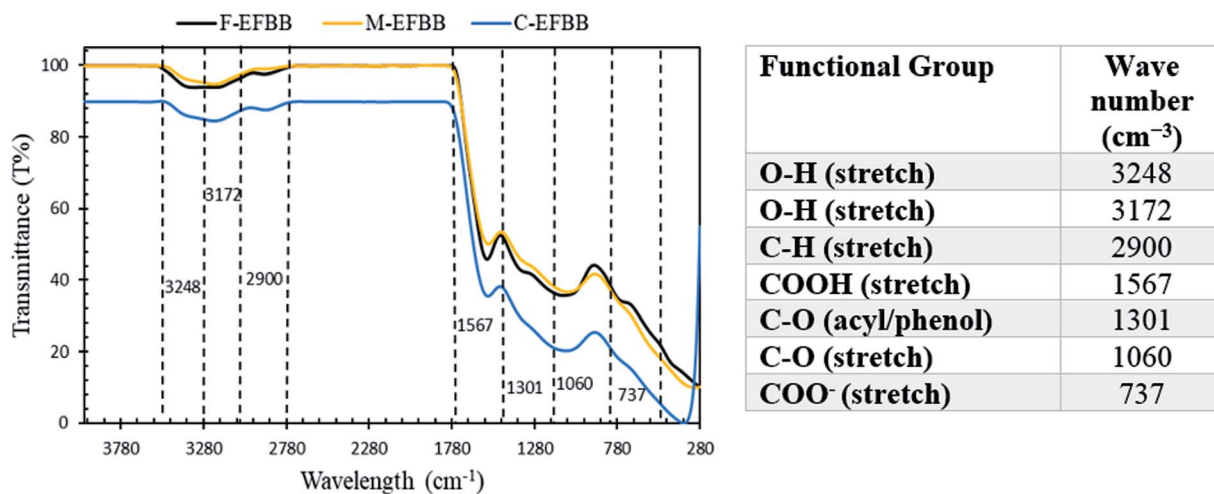 F-EFBB M-EFBB C-EFBB
Transmittance (T%)
100
80
60
40
20
0
3172
3248
2900
1567
1301
1060
737
3780 3280 2780 2280 1780 1280 780 280
Wavelength (cm-1)
Functional Group Wave number (cm−3)
O-H (stretch) 3248
O-H (stretch) 3172
C-H (stretch) 2900
COOH (stretch) 1567
C-O (acyl/phenol) 1301
C-O (stretch) 1060
COO- (stretch) 737